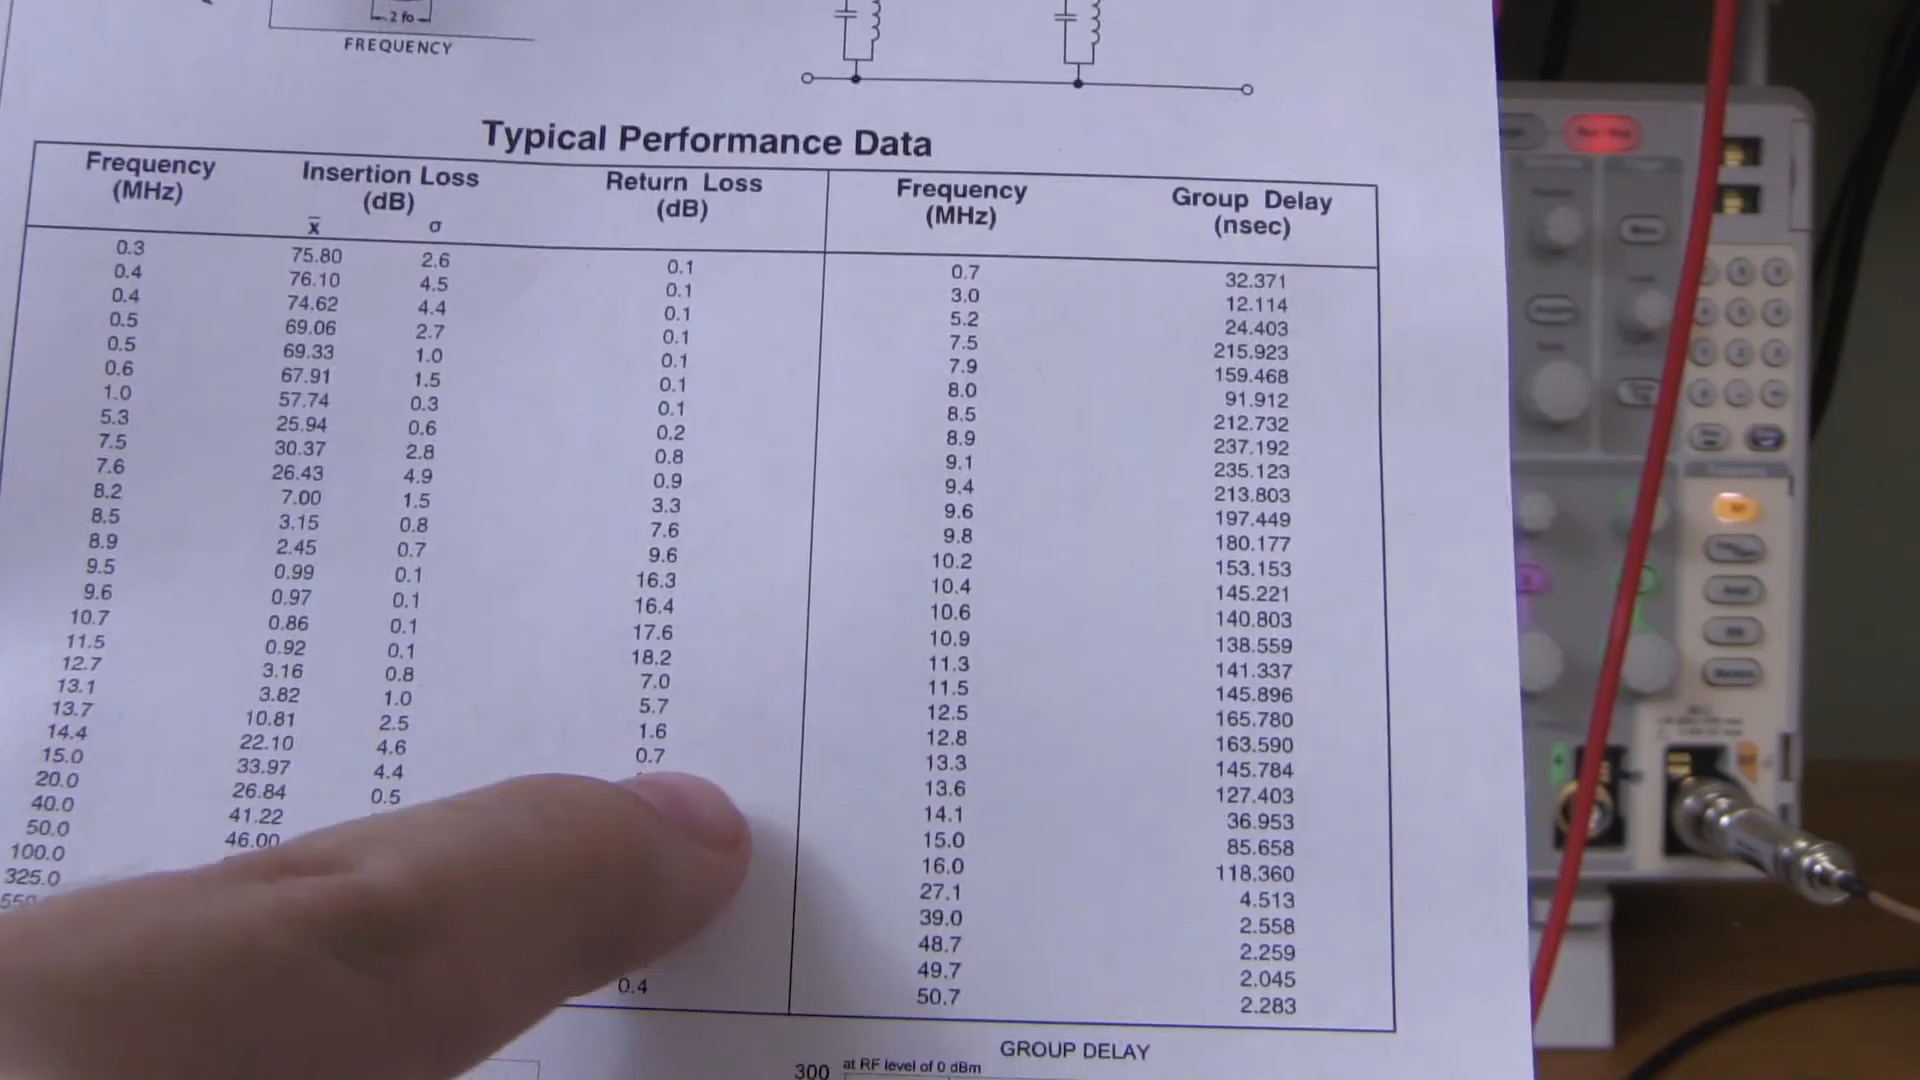 2 fo
FREQUENCY
Typical Performance Data
Frequency (MHz) Insertion Loss (dB) Return Loss (dB) Frequency (MHz) Group Delay (nsec)
x̄ σ
0.3 75.80 2.6 0.1 0.7 32.371
0.4 76.10 4.5 0.1 3.0 12.114
0.4 74.62 4.4 0.1 5.2 24.403
0.5 69.06 2.7 0.1 7.5 215.923
0.5 69.33 1.0 0.1 7.9 159.468
0.6 67.91 1.5 0.1 8.0 91.912
1.0 57.74 0.3 0.1 8.5 212.732
5.3 25.94 0.6 0.2 8.9 237.192
7.5 30.37 2.8 0.8 9.1 235.123
7.6 26.43 4.9 0.9 9.4 213.803
8.2 7.00 1.5 3.3 9.6 197.449
8.5 3.15 0.8 7.6 9.8 180.177
8.9 2.45 0.7 9.6 10.2 153.153
9.5 0.99 0.1 16.3 10.4 145.221
9.6 0.97 0.1 16.4 10.6 140.803
10.7 0.86 0.1 17.6 10.9 138.559
11.5 0.92 0.1 18.2 11.3 141.337
12.7 3.16 0.8 7.0 11.5 145.896
13.1 3.82 1.0 5.7 12.5 165.780
13.7 10.81 2.5 1.6 12.8 163.590
14.4 22.10 4.6 0.7 13.3 145.784
15.0 33.97 4.4 13.6 127.403
20.0 26.84 0.5 14.1 36.953
40.0 41.22 15.0 85.658
50.0 46.00 16.0 118.360
100.0 27.1 4.513
325.0 39.0 2.558
48.7 2.259
49.7 2.045
0.4 50.7 2.283
GROUP DELAY
300 at RF level of 0 dBm